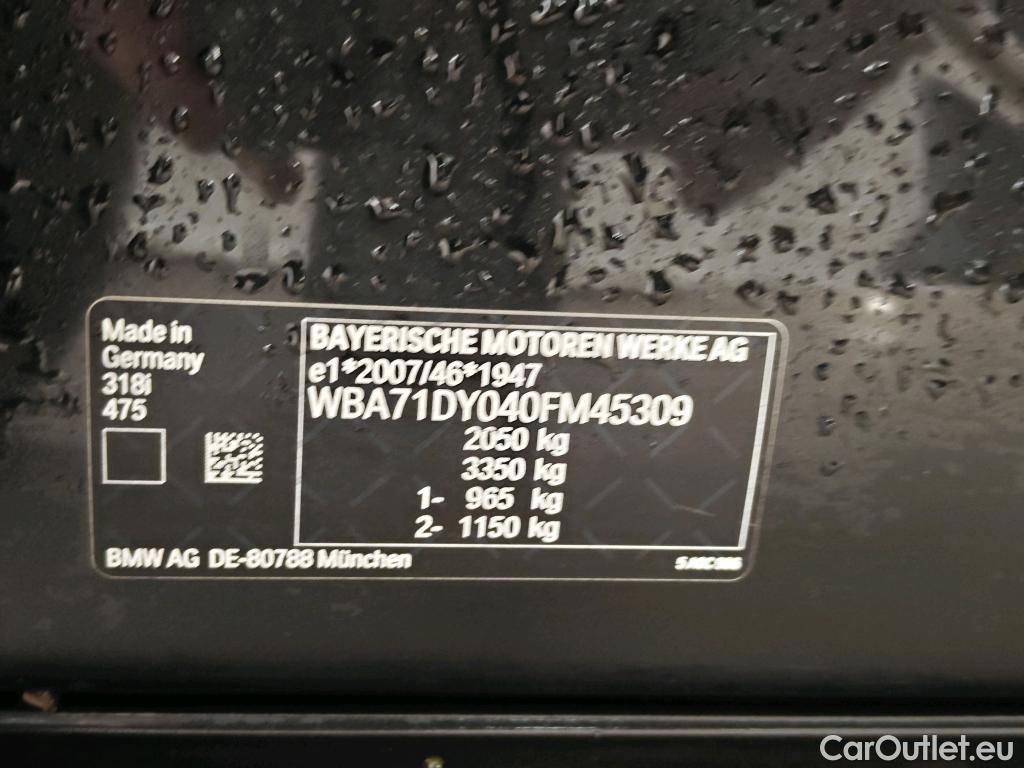 Made in
Germany
318i
475
BAYERISCHE MOTOREN WERKE AG
e1*2007/46*1947
WBA71DY040FM45309
2050 kg
3350 kg
1- 965 kg
2- 1150 kg
BMW AG DE-80788 München
CarOutlet.eu